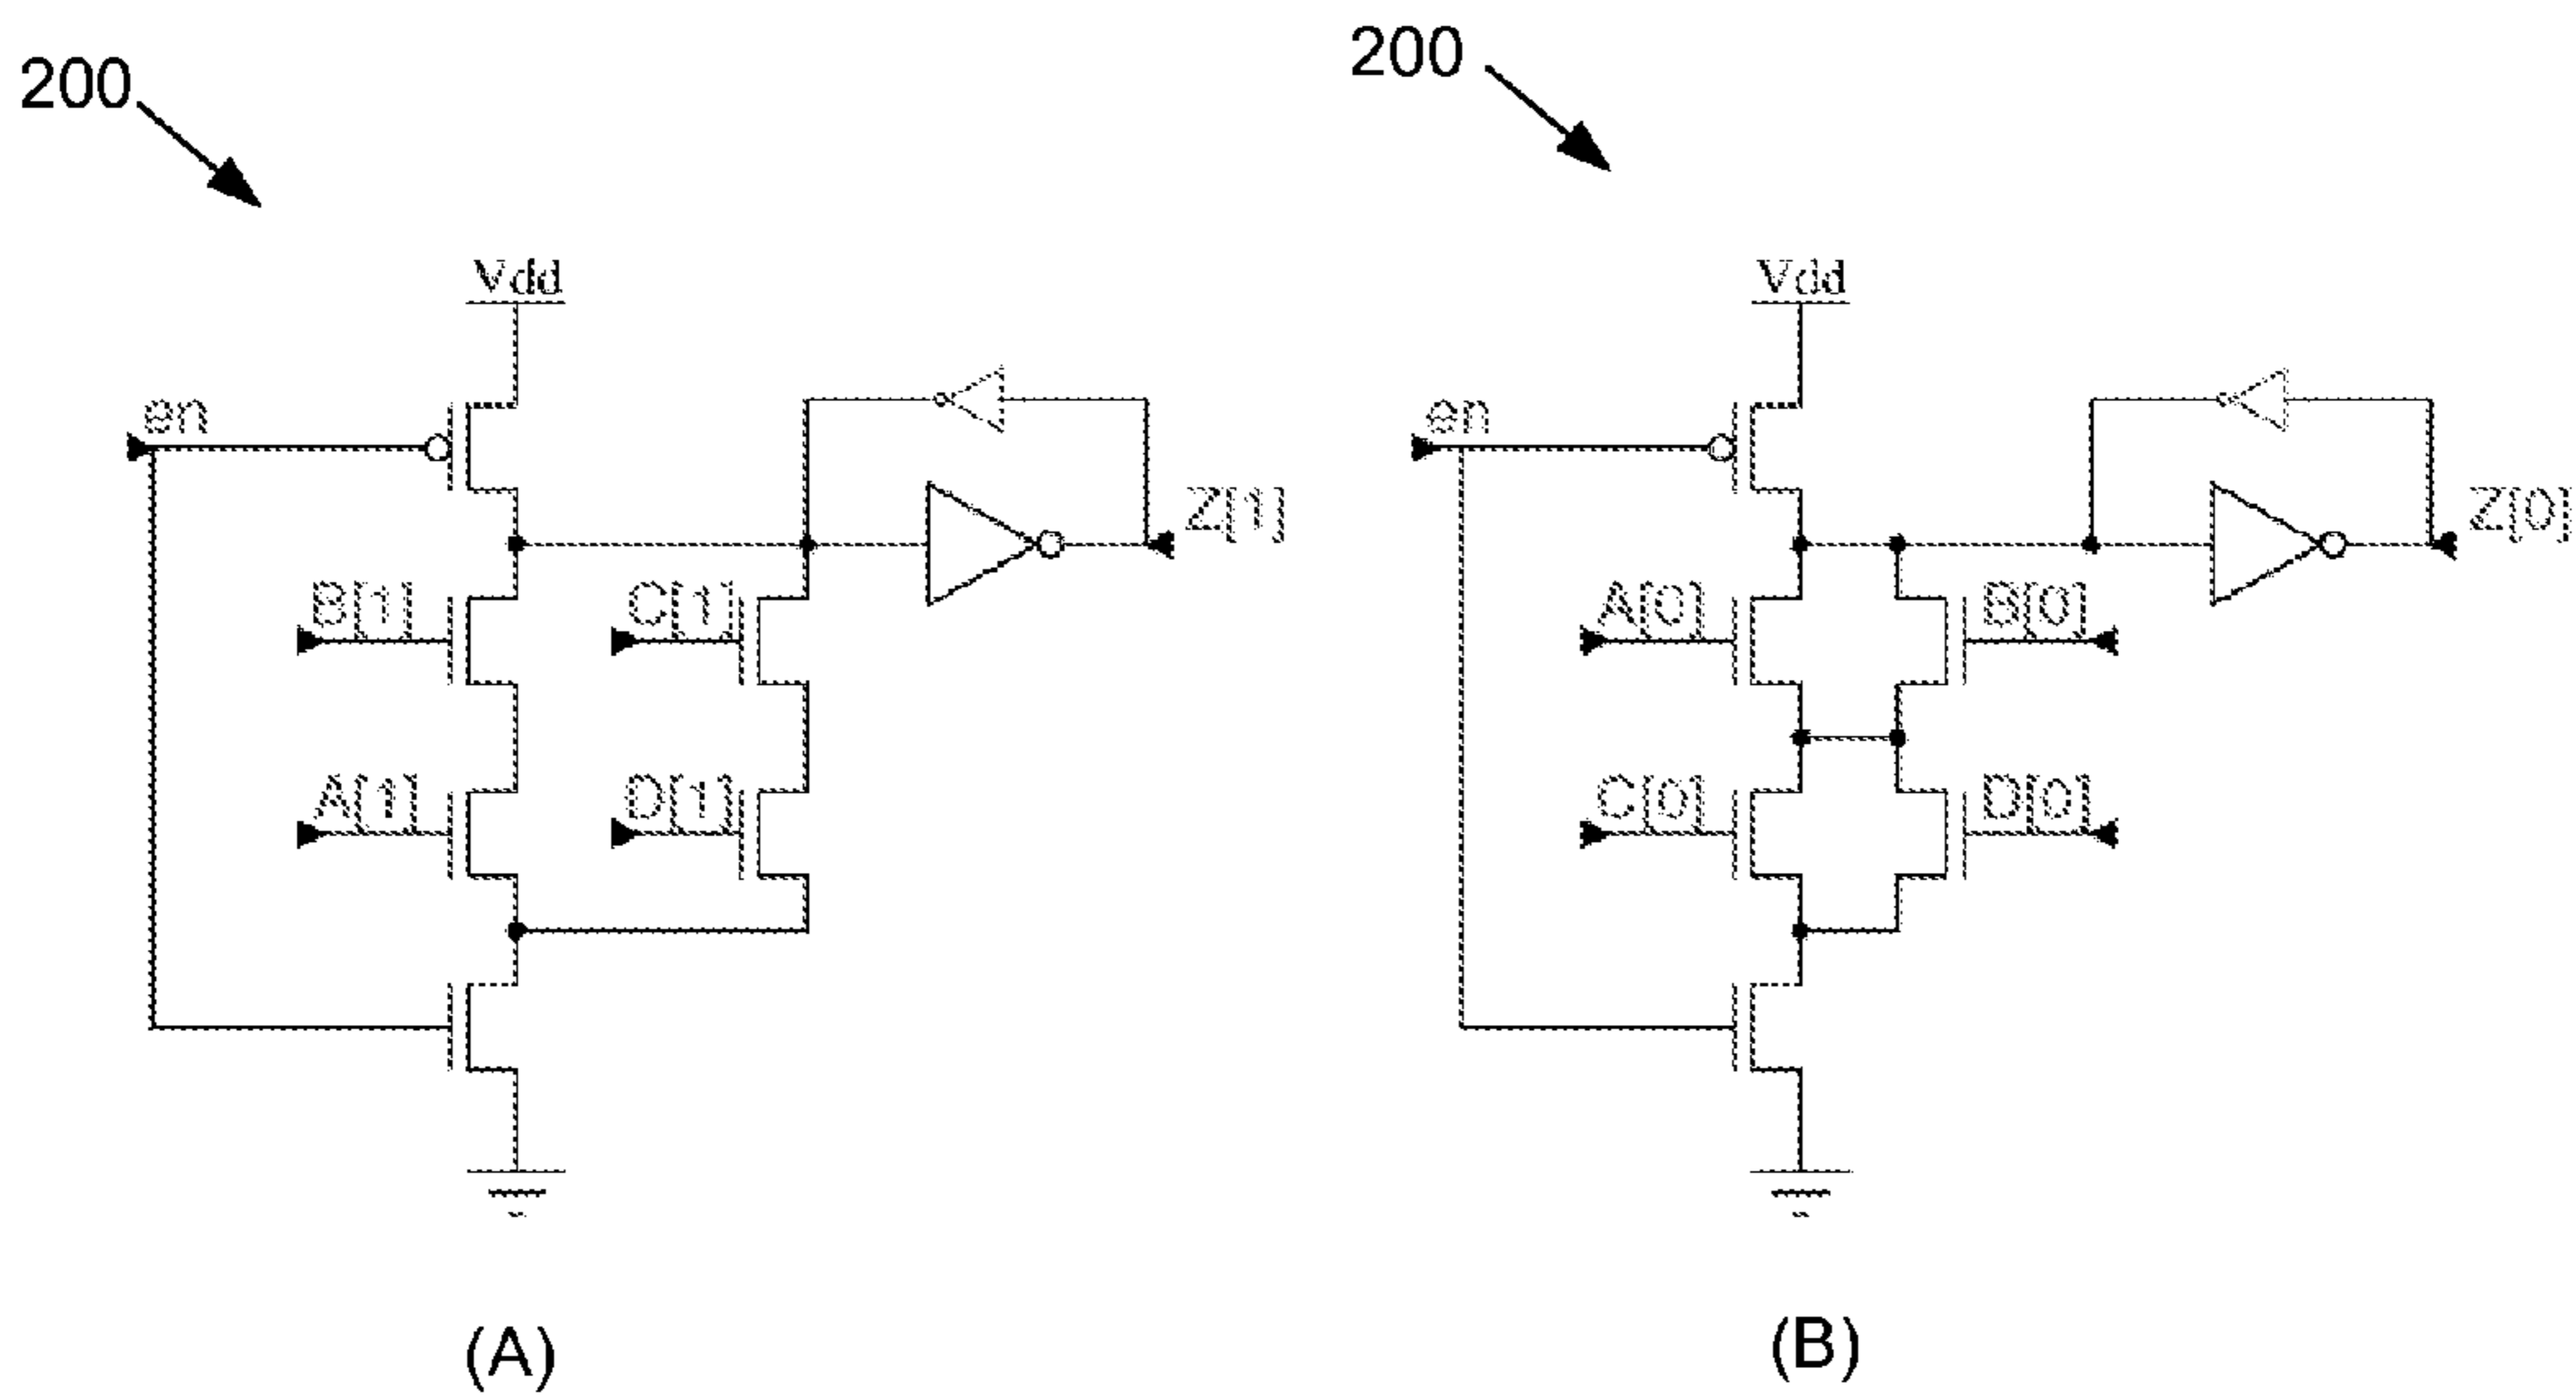 200
200
Vdd
Vdd
en
en
Z[1]
Z[0]
B[1]
C[1]
A[0]
B[0]
A[1]
D[1]
C[0]
D[0]
(A)
(B)